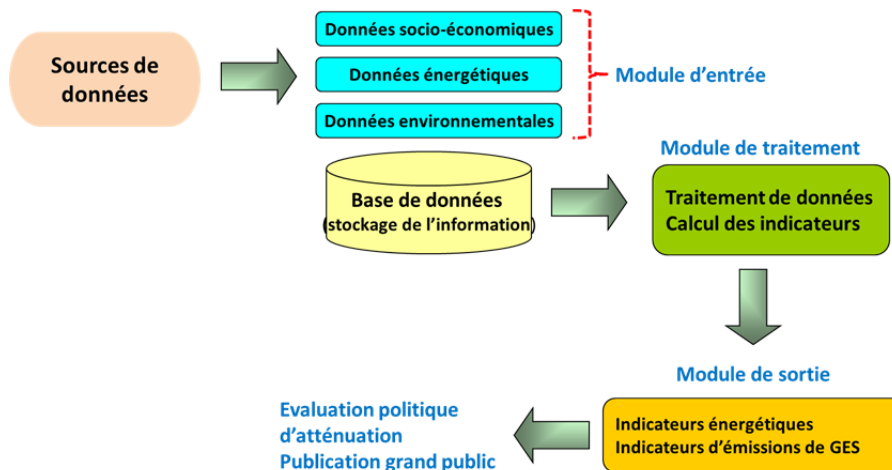 Sources de
données
Données socio-économiques
Données énergétiques
Données environnementales
Module d'entrée
Base de données
(stockage de l'information)
Module de traitement
Traitement de données
Calcul des indicateurs
Module de sortie
Indicateurs énergétiques
Indicateurs d'émissions de GES
Evaluation politique
d'atténuation
Publication grand public